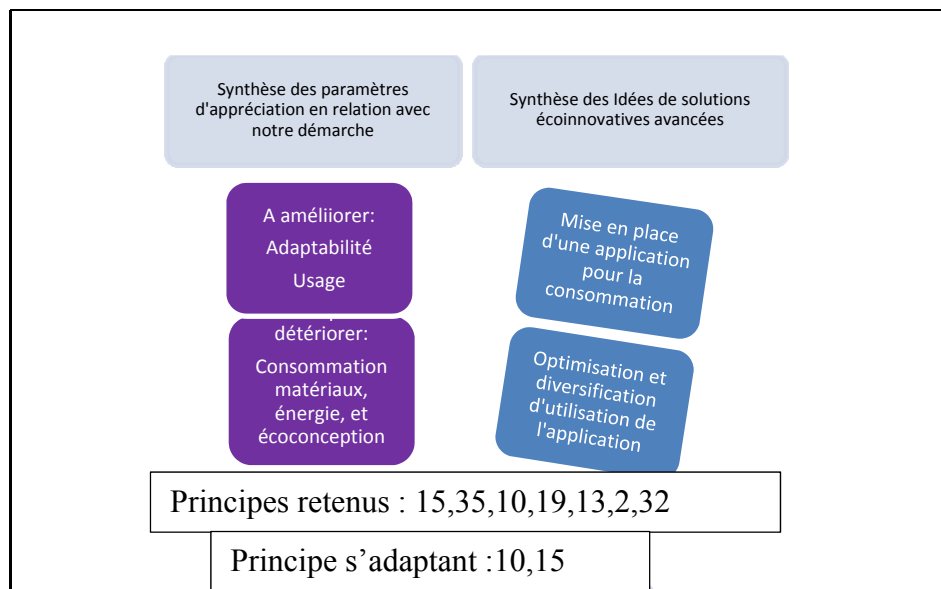 Synthèse des paramètres
d'appréciation en relation avec
notre démarche
Synthèse des Idées de solutions
écoinnovatives avancées
A améliiorer:
Adaptabilité
Usage
détériorer:
Consommation
matériaux,
énergie, et
écoconception
Mise en place
d'une application
pour la
consommation
Optimisation et
diversification
d'utilisation de
l'application
Principes retenus : 15,35,10,19,13,2,32
Principe s’adaptant :10,15